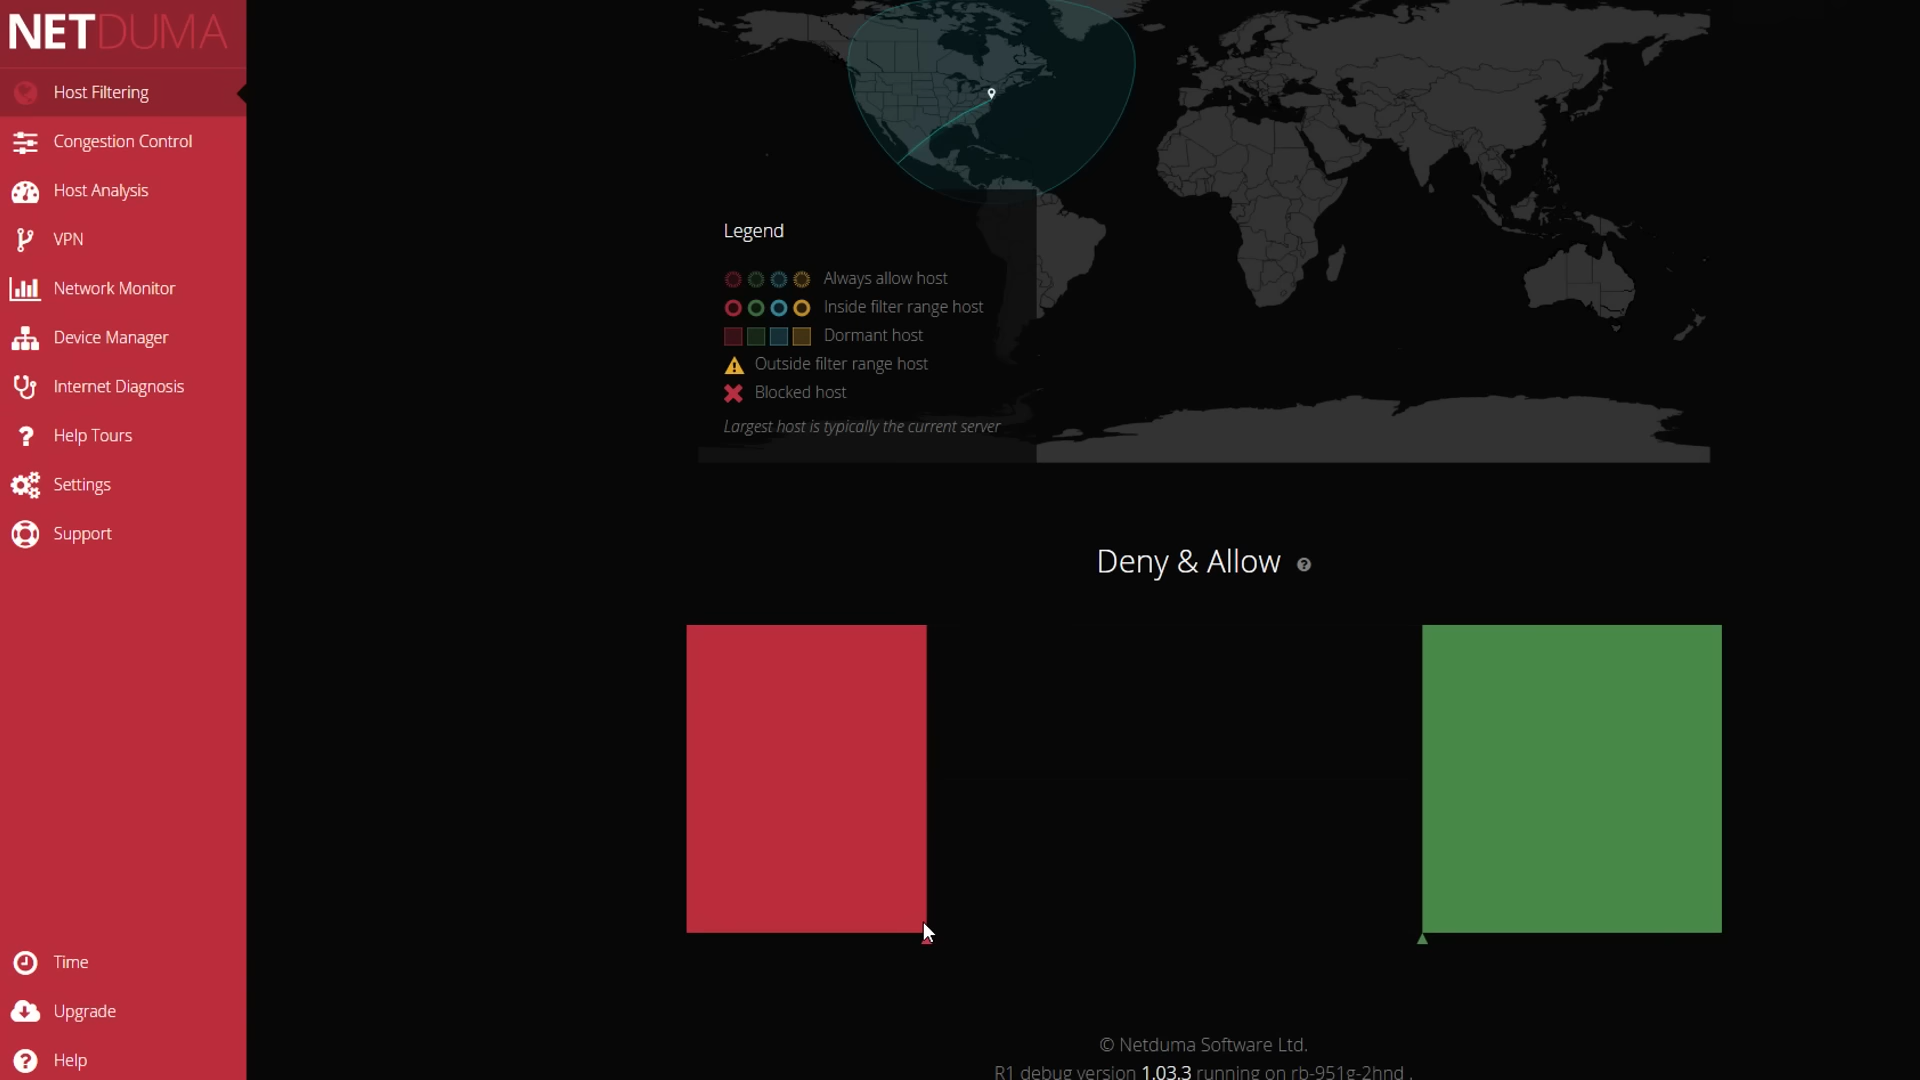 NETDUMA
Host Filtering
Congestion Control
Host Analysis
VPN
Network Monitor
Device Manager
Internet Diagnosis
Help Tours
Settings
Support
Time
Upgrade
Help
Legend
Always allow host
Inside filter range host
Dormant host
Outside filter range host
Blocked host
Largest host is typically the current server
Deny & Allow
© Netduma Software Ltd.
R1 debug version 1.03.3 running on rb-951g-2hnd .